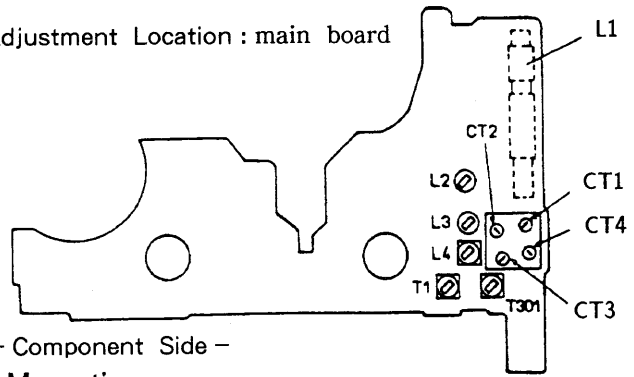 djustment Location : main board
L1
CT2
CT1
L2
L3
CT4
L4
T1
T301
CT3
- Component Side -